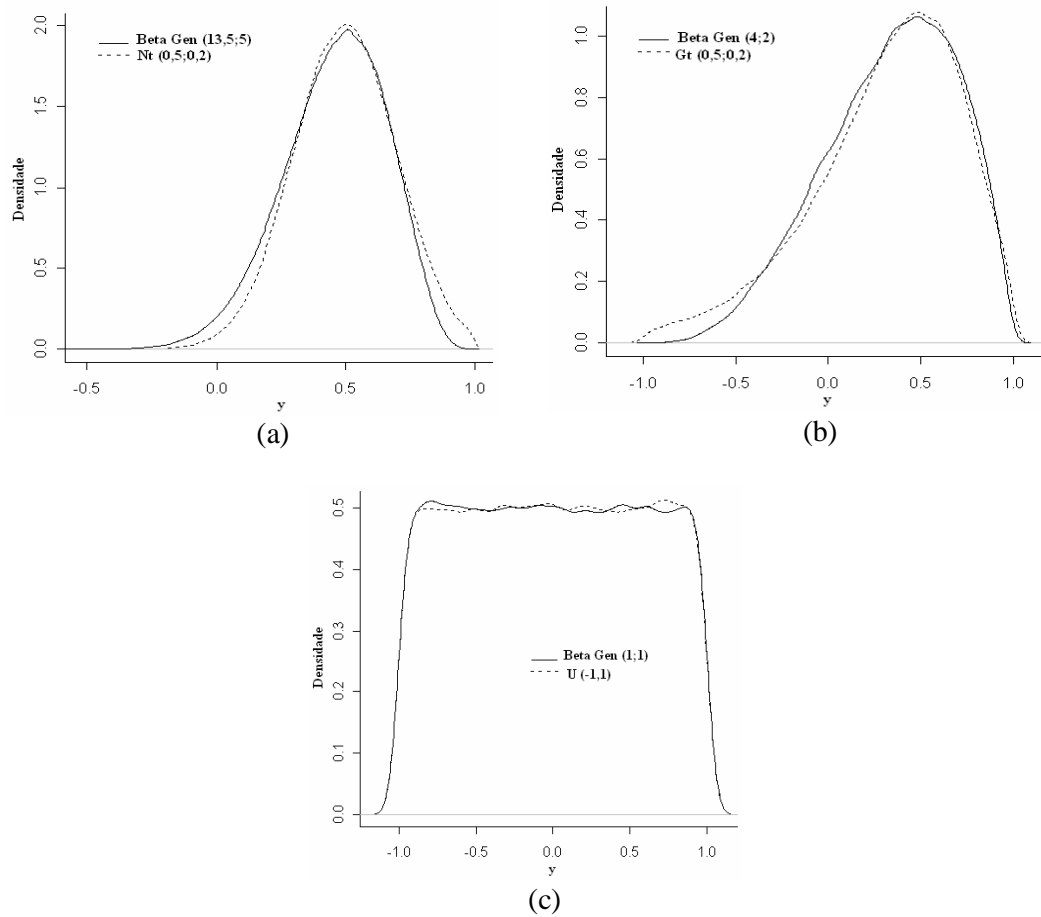 Beta Gen (13,5;5)
Nt (0,5;0,2)
Densidade
2.0
1.5
1.0
0.5
0.0
-0.5
0.0
0.5
1.0
y
(a)
Beta Gen (4;2)
Gt (0,5;0,2)
Densidade
1.0
0.8
0.6
0.4
0.2
0.0
-1.0
-0.5
0.0
0.5
1.0
y
(b)
Beta Gen (1;1)
U (-1,1)
Densidade
0.5
0.4
0.3
0.2
0.1
0.0
-1.0
-0.5
0.0
0.5
1.0
y
(c)